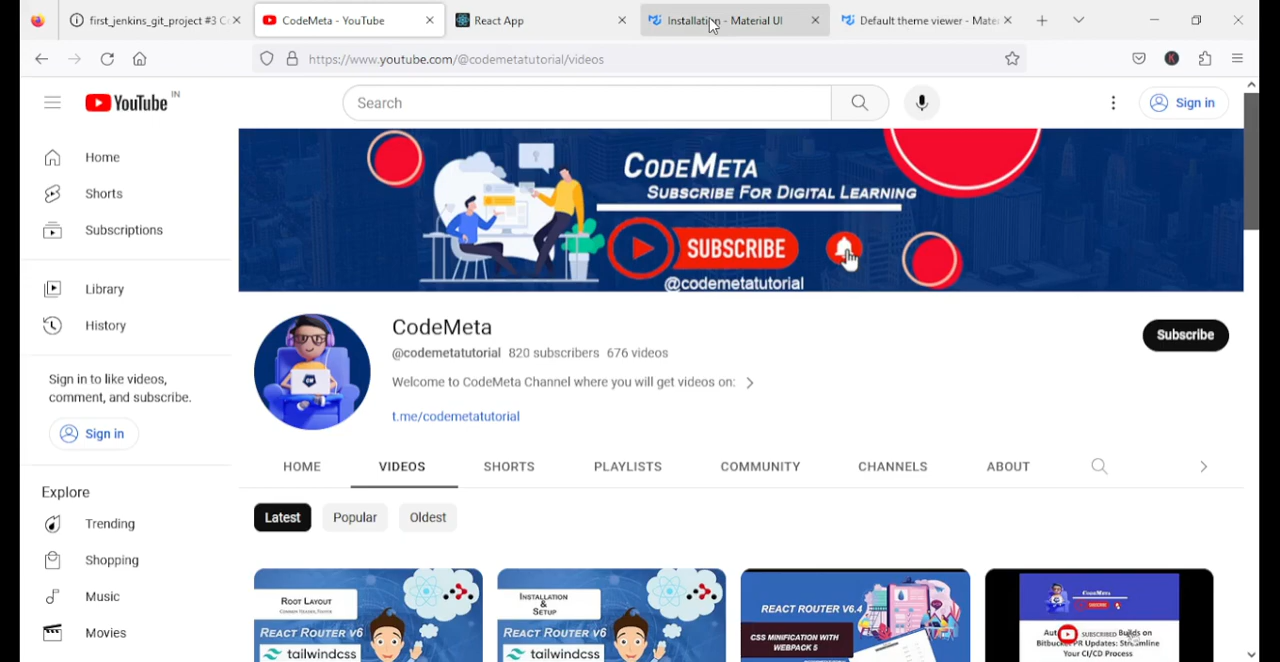 first_jenkins_git_project #3 C
CodeMeta - YouTube
React App
Installation - Material UI
Default theme viewer - Mate
https://www.youtube.com/@codemetatutorial/videos
YouTube IN
Search
Sign in
Home
Shorts
Subscriptions
Library
History
Sign in to like videos,
comment, and subscribe.
Sign in
Explore
Trending
Shopping
Music
Movies
CODEMETA
SUBSCRIBE FOR DIGITAL LEARNING
SUBSCRIBE
@codemetatutorial
CodeMeta
@codemetatutorial 820 subscribers 676 videos
Welcome to CodeMeta Channel where you will get videos on:
t.me/codemetatutorial
Subscribe
HOME VIDEOS SHORTS PLAYLISTS COMMUNITY CHANNELS ABOUT
Latest Popular Oldest
ROOT LAYOUT
REACT ROUTER V6
tailwindcss
INSTALLATION
&
SETUP
REACT ROUTER V6
tailwindcss
REACT ROUTER V6.4
CSS MINIFICATION WITH
WEBPACK 5
CODEMETA
SUBSCRIBED Builds on
Bitbucket PR Updates: Streamline
Your CI/CD Process